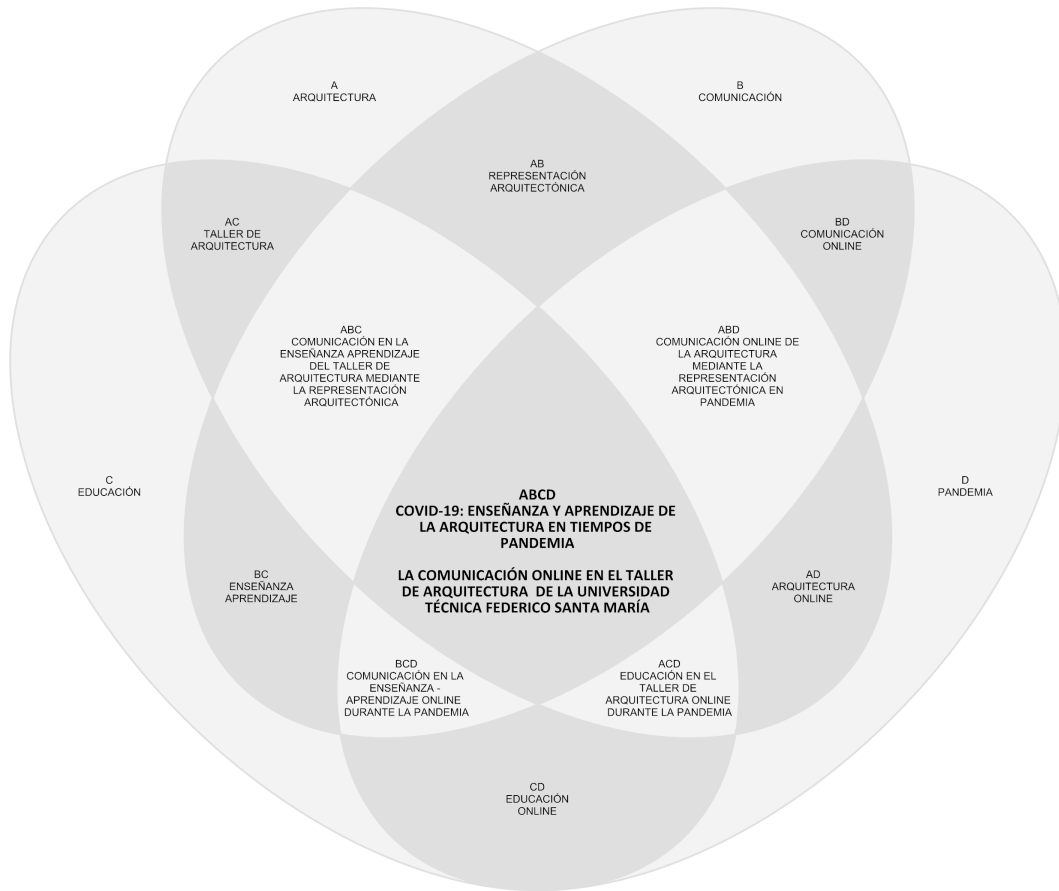 A
ARQUITECTURA
B
COMUNICACIÓN
AB
REPRESENTACIÓN
ARQUITECTÓNICA
AC
TALLER DE
ARQUITECTURA
BD
COMUNICACIÓN
ONLINE
ABC
COMUNICACIÓN EN LA
ENSEÑANZA APRENDIZAJE
DEL TALLER DE
ARQUITECTURA MEDIANTE
LA REPRESENTACIÓN
ARQUITECTÓNICA
ABD
COMUNICACIÓN ONLINE DE
LA ARQUITECTURA
MEDIANTE LA
REPRESENTACIÓN
ARQUITECTÓNICA EN
PANDEMIA
C
EDUCACIÓN
D
PANDEMIA
ABCD
COVID-19: ENSEÑANZA Y APRENDIZAJE DE
LA ARQUITECTURA EN TIEMPOS DE
PANDEMIA
LA COMUNICACIÓN ONLINE EN EL TALLER
DE ARQUITECTURA DE LA UNIVERSIDAD
TÉCNICA FEDERICO SANTA MARÍA
BC
ENSEÑANZA
APRENDIZAJE
AD
ARQUITECTURA
ONLINE
BCD
COMUNICACIÓN EN LA
ENSEÑANZA -
APRENDIZAJE ONLINE
DURANTE LA PANDEMIA
ACD
EDUCACIÓN EN EL
TALLER DE
ARQUITECTURA ONLINE
DURANTE LA PANDEMIA
CD
EDUCACIÓN
ONLINE